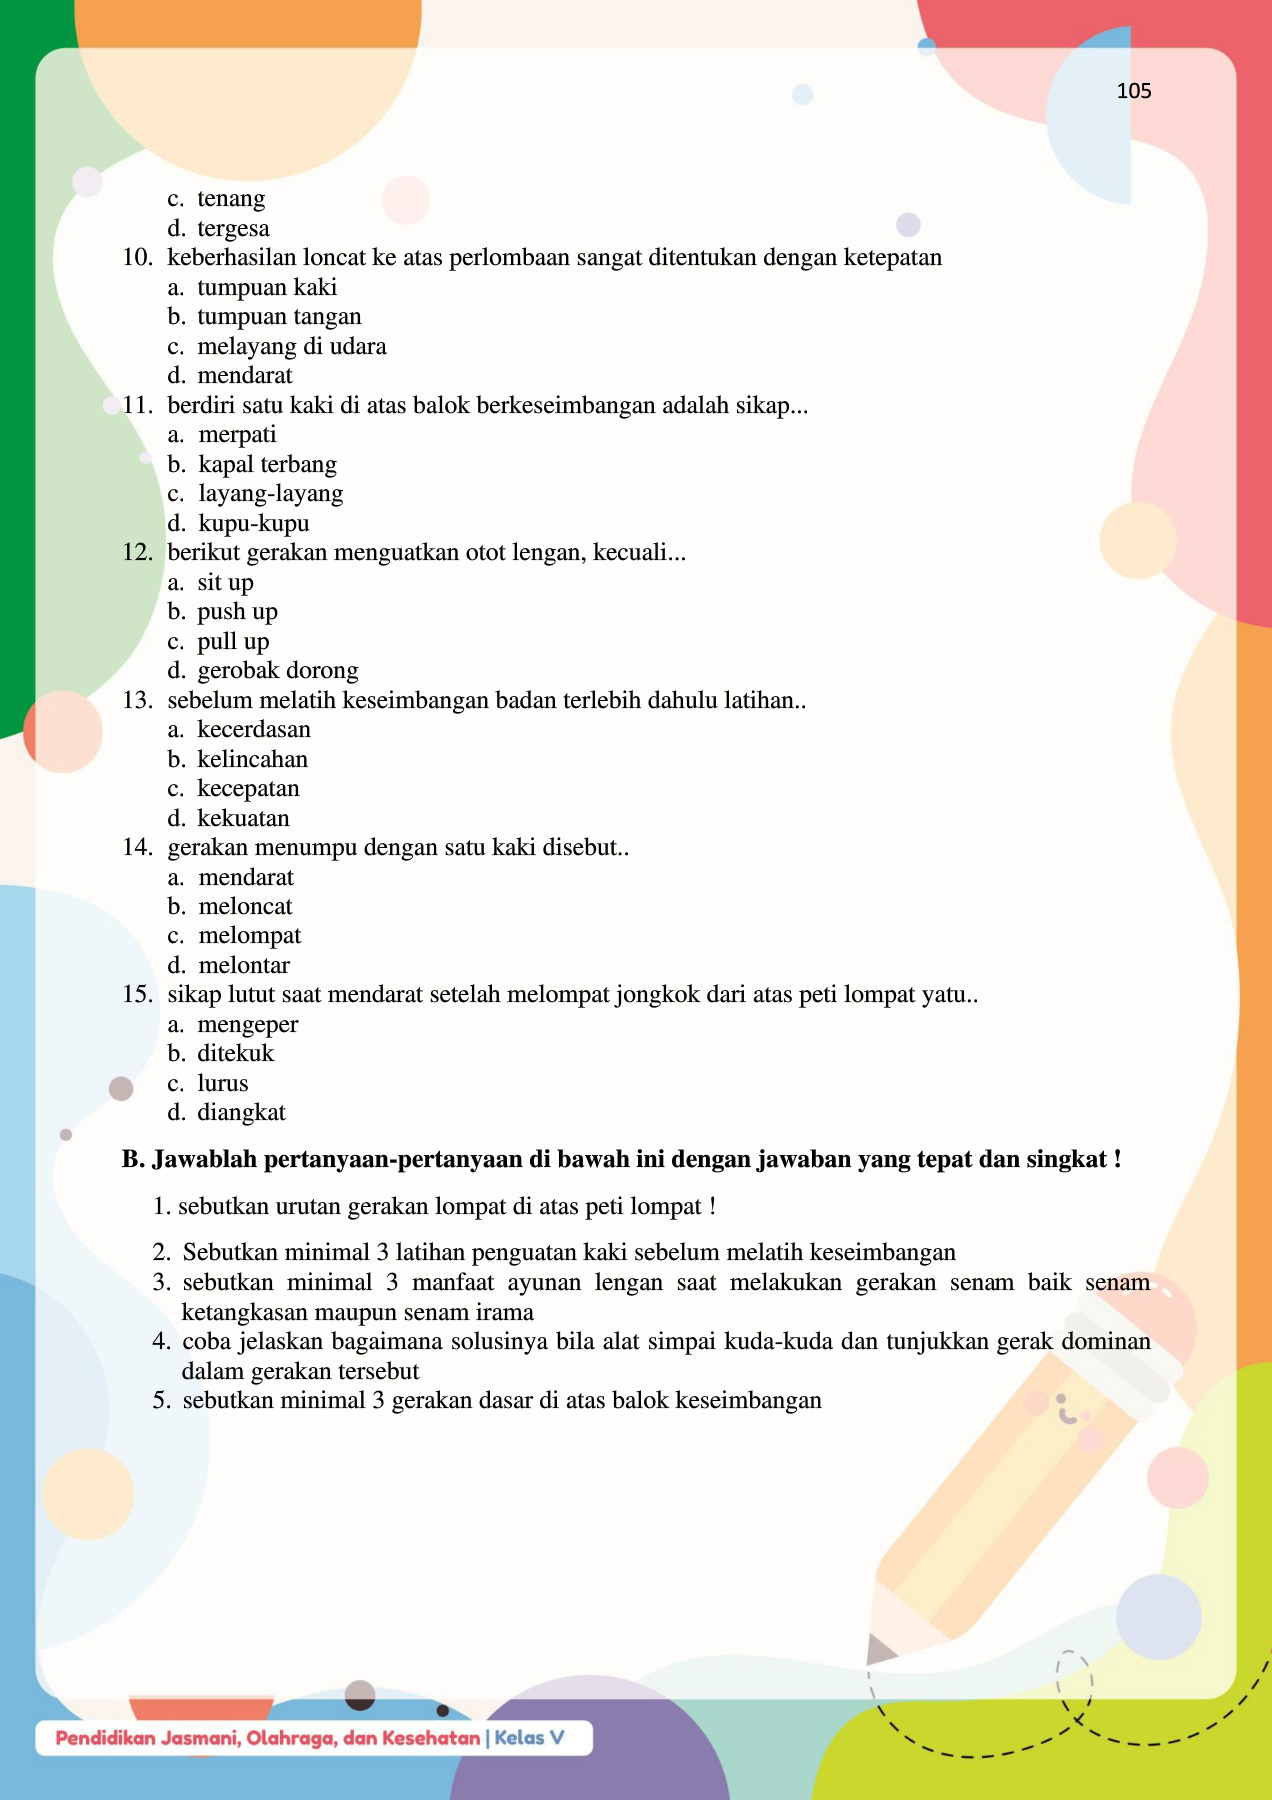 105
c. tenang
d. tergesa
10. keberhasilan loncat ke atas perlombaan sangat ditentukan dengan ketepatan
a. tumpuan kaki
b. tumpuan tangan
c. melayang di udara
d. mendarat
11. berdiri satu kaki di atas balok berkeseimbangan adalah sikap...
a. merpati
b. kapal terbang
c. layang-layang
d. kupu-kupu
12. berikut gerakan menguatkan otot lengan, kecuali...
a. sit up
b. push up
c. pull up
d. gerobak dorong
13. sebelum melatih keseimbangan badan terlebih dahulu latihan..
a. kecerdasan
b. kelincahan
c. kecepatan
d. kekuatan
14. gerakan menumpu dengan satu kaki disebut..
a. mendarat
b. meloncat
c. melompat
d. melontar
15. sikap lutut saat mendarat setelah melompat jongkok dari atas peti lompat yatu..
a. mengeper
b. ditekuk
c. lurus
d. diangkat
B. Jawablah pertanyaan-pertanyaan di bawah ini dengan jawaban yang tepat dan singkat !
1. sebutkan urutan gerakan lompat di atas peti lompat !
2. Sebutkan minimal 3 latihan penguatan kaki sebelum melatih keseimbangan
3. sebutkan minimal 3 manfaat ayunan lengan saat melakukan gerakan senam baik senam
ketangkasan maupun senam irama
4. coba jelaskan bagaimana solusinya bila alat simpai kuda-kuda dan tunjukkan gerak dominan
dalam gerakan tersebut
5. sebutkan minimal 3 gerakan dasar di atas balok keseimbangan
Pendidikan Jasmani, Olahraga, dan Kesehatan | Kelas V